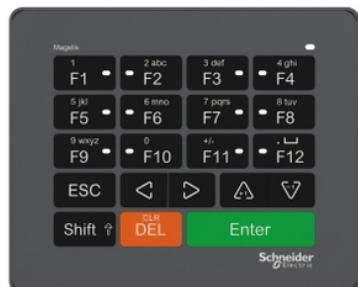 Magelis
1 2 abc 3 def 4 ghi
F1 F2 F3 F4
5 jkl 6 mno 7 pqrs 8 tuv
F5 F6 F7 F8
9 wxyz 0 +/- .
F9 F10 F11 F12
ESC +1 -1
Shift CLR DEL Enter
Schneider
Electric